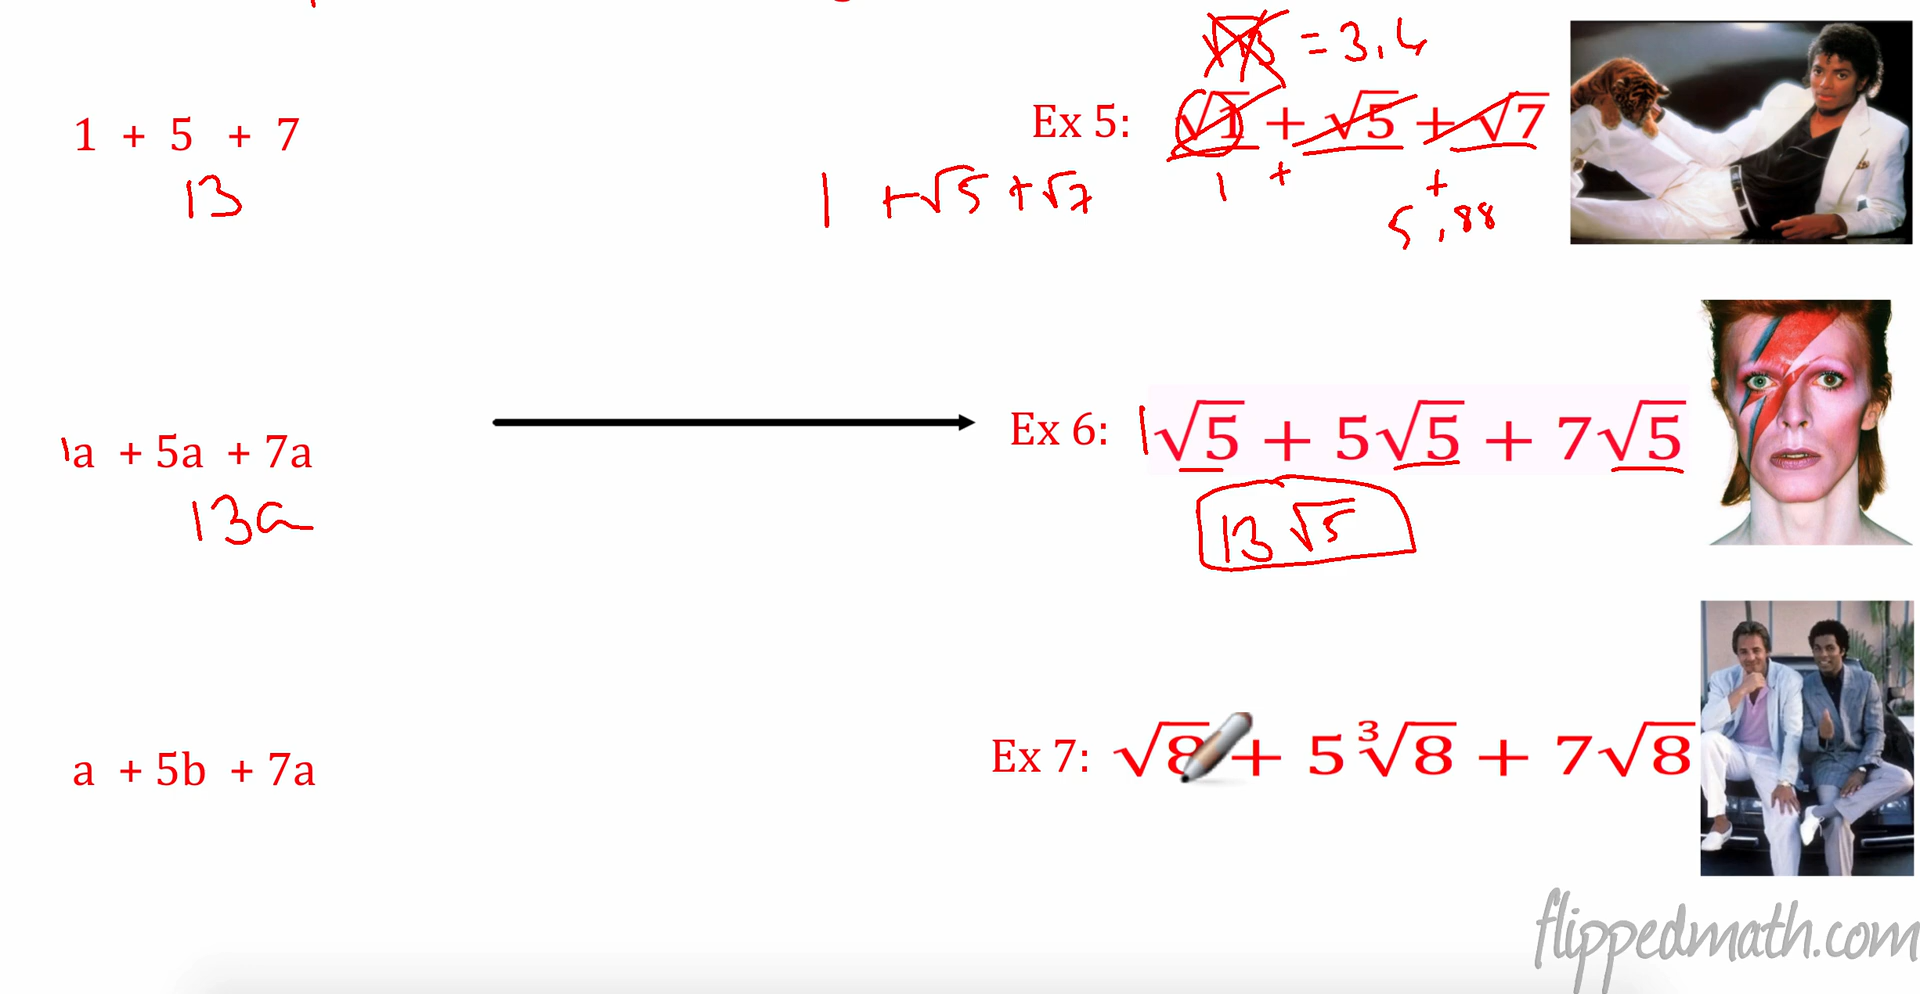 √13 = 3.6
1 + 5 + 7
13
Ex 5: √1 + √5 + √7
1 + √5 + √7
1 + +
5.88
1a + 5a + 7a
13a
Ex 6: 1√5 + 5√5 + 7√5
13√5
a + 5b + 7a
Ex 7: √8 + 5∛8 + 7√8
flippedmath.com